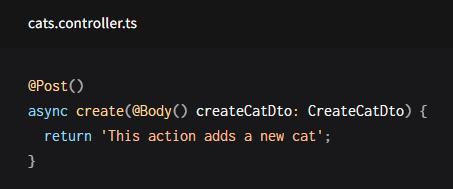 cats.controller.ts
@Post()
async create(@Body() createCatDto: CreateCatDto) {
  return 'This action adds a new cat';
}